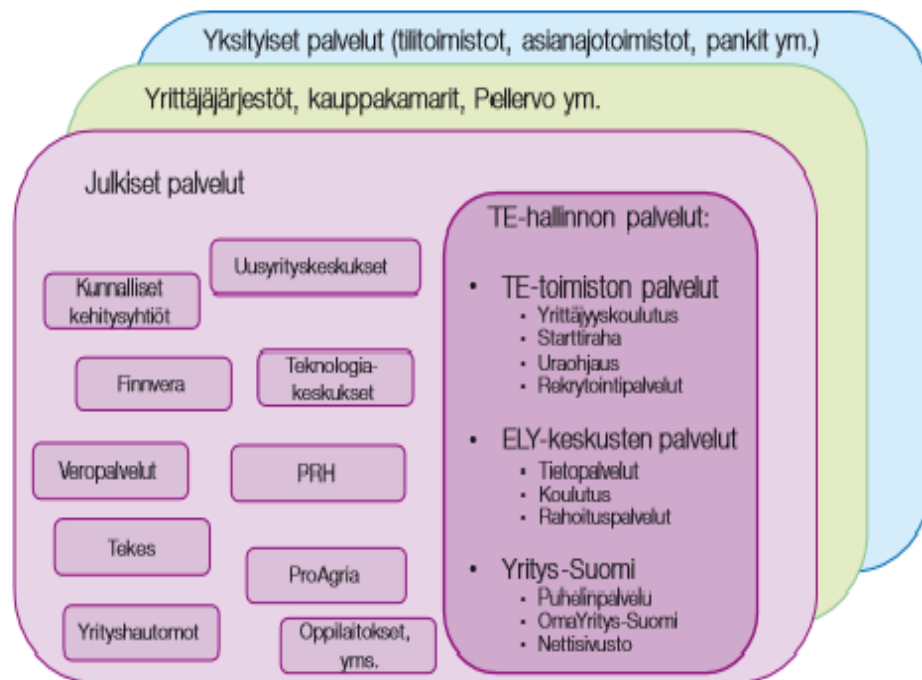 Yksityiset palvelut (tilitoimistot, asianajotoimistot, pankit ym.)
Yrittäjäjärjestöt, kauppakamarit, Pellervo ym.
Julkiset palvelut
Uusyrityskeskukset
Kunnalliset
kehitysyhtiöt
Finnvera
Teknologia-
keskukset
Veropalvelut
PRH
Tekes
ProAgria
Yrityshautomot
Oppilaitokset,
yms.
TE-hallinnon palvelut:
• TE-toimiston palvelut
▪ Yrittäjyyskoulutus
▪ Starttiraha
▪ Uraohjaus
▪ Rekrytointipalvelut
• ELY-keskusten palvelut
▪ Tietopalvelut
▪ Koulutus
▪ Rahoituspalvelut
• Yritys-Suomi
▪ Puhelinpalvelu
▪ OmaYritys-Suomi
▪ Nettisivusto